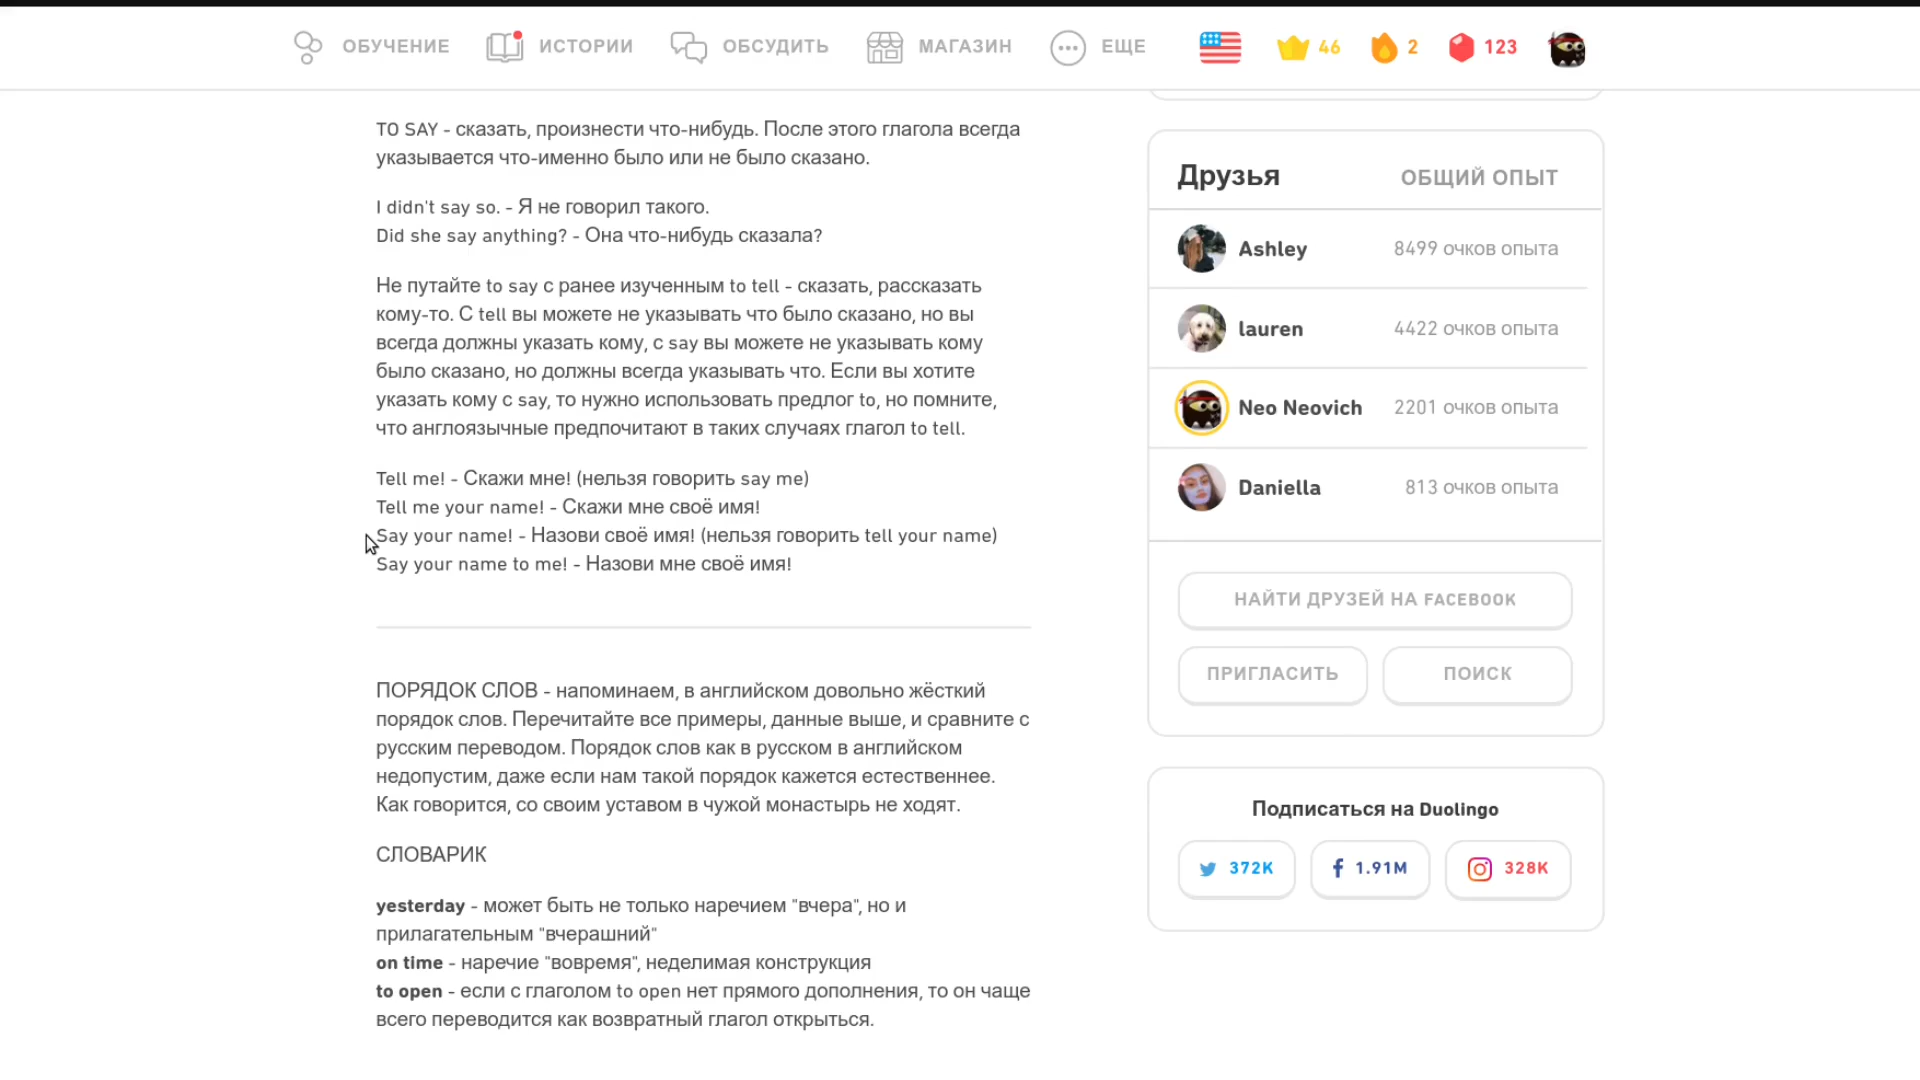 ОБУЧЕНИЕ ИСТОРИИ ОБСУДИТЬ МАГАЗИН ЕЩЕ 46 2 123
TO SAY - сказать, произнести что-нибудь. После этого глагола всегда
указывается что-именно было или не было сказано.
I didn't say so. - Я не говорил такого.
Did she say anything? - Она что-нибудь сказала?
Не путайте to say с ранее изученным to tell - сказать, рассказать
кому-то. С tell вы можете не указывать что было сказано, но вы
всегда должны указать кому, с say вы можете не указывать кому
было сказано, но должны всегда указывать что. Если вы хотите
указать кому с say, то нужно использовать предлог to, но помните,
что англоязычные предпочитают в таких случаях глагол to tell.
Tell me! - Скажи мне! (нельзя говорить say me)
Tell me your name! - Скажи мне своё имя!
Say your name! - Назови своё имя! (нельзя говорить tell your name)
Say your name to me! - Назови мне своё имя!
ПОРЯДОК СЛОВ - напоминаем, в английском довольно жёсткий
порядок слов. Перечитайте все примеры, данные выше, и сравните с
русским переводом. Порядок слов как в русском в английском
недопустим, даже если нам такой порядок кажется естественнее.
Как говорится, со своим уставом в чужой монастырь не ходят.
СЛОВАРИК
yesterday - может быть не только наречием "вчера", но и
прилагательным "вчерашний"
on time - наречие "вовремя", неделимая конструкция
to open - если с глаголом to open нет прямого дополнения, то он чаще
всего переводится как возвратный глагол открыться.
Друзья ОБЩИЙ ОПЫТ
Ashley 8499 очков опыта
lauren 4422 очков опыта
Neo Neovich 2201 очков опыта
Daniella 813 очков опыта
НАЙТИ ДРУЗЕЙ НА FACEBOOK
ПРИГЛАСИТЬ ПОИСК
Подписаться на Duolingo
372K 1.91M 328K